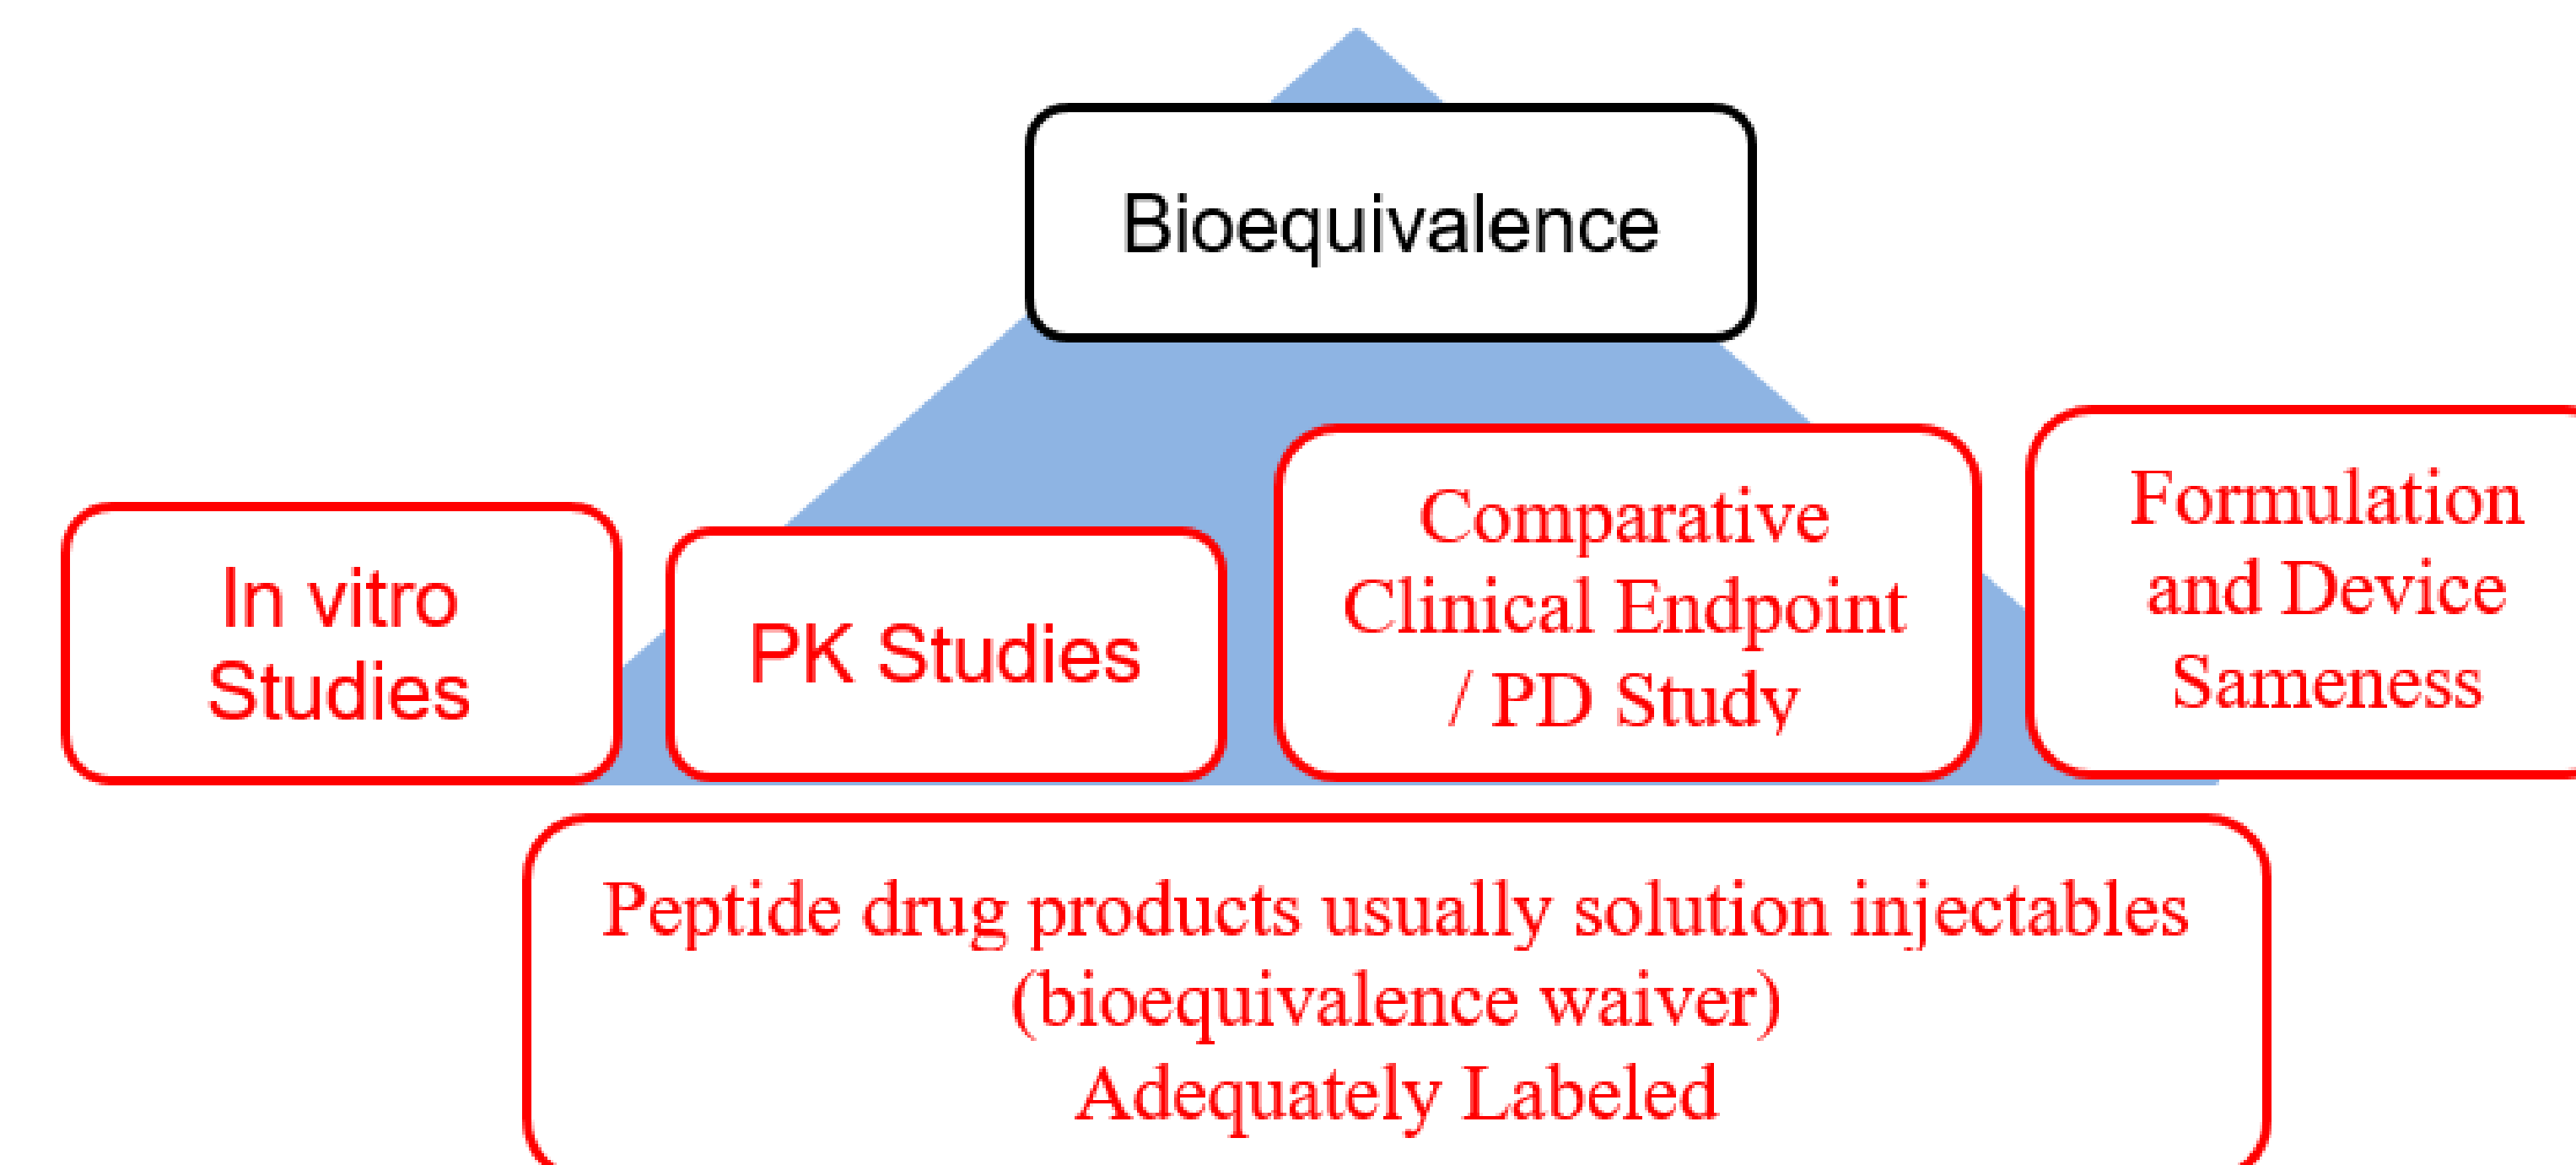 Bioequivalence
In vitro
Studies
PK Studies
Comparative
Clinical Endpoint
/ PD Study
Formulation
and Device
Sameness
Peptide drug products usually solution injectables
(bioequivalence waiver)
Adequately Labeled